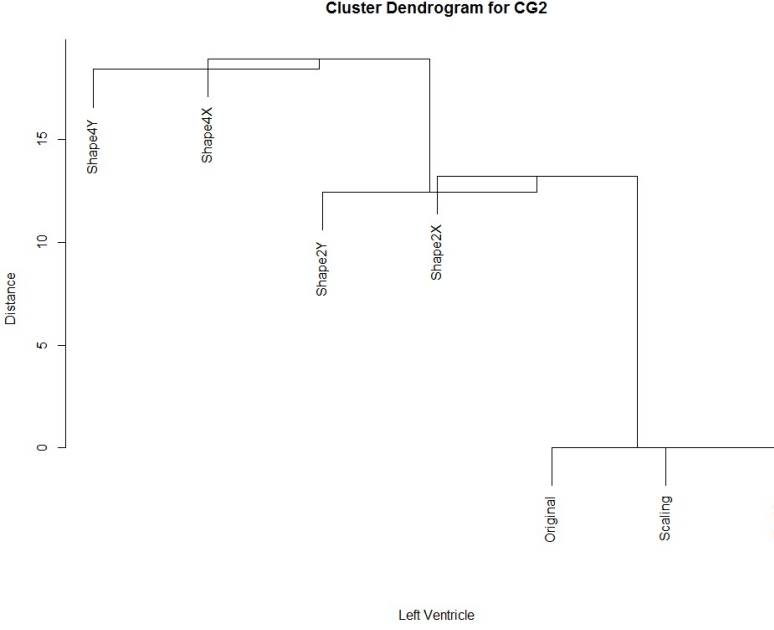 Cluster Dendrogram for CG2
Distance
15
10
5
0
Shape4Y
Shape4X
Shape2Y
Shape2X
Original
Scaling
Left Ventricle